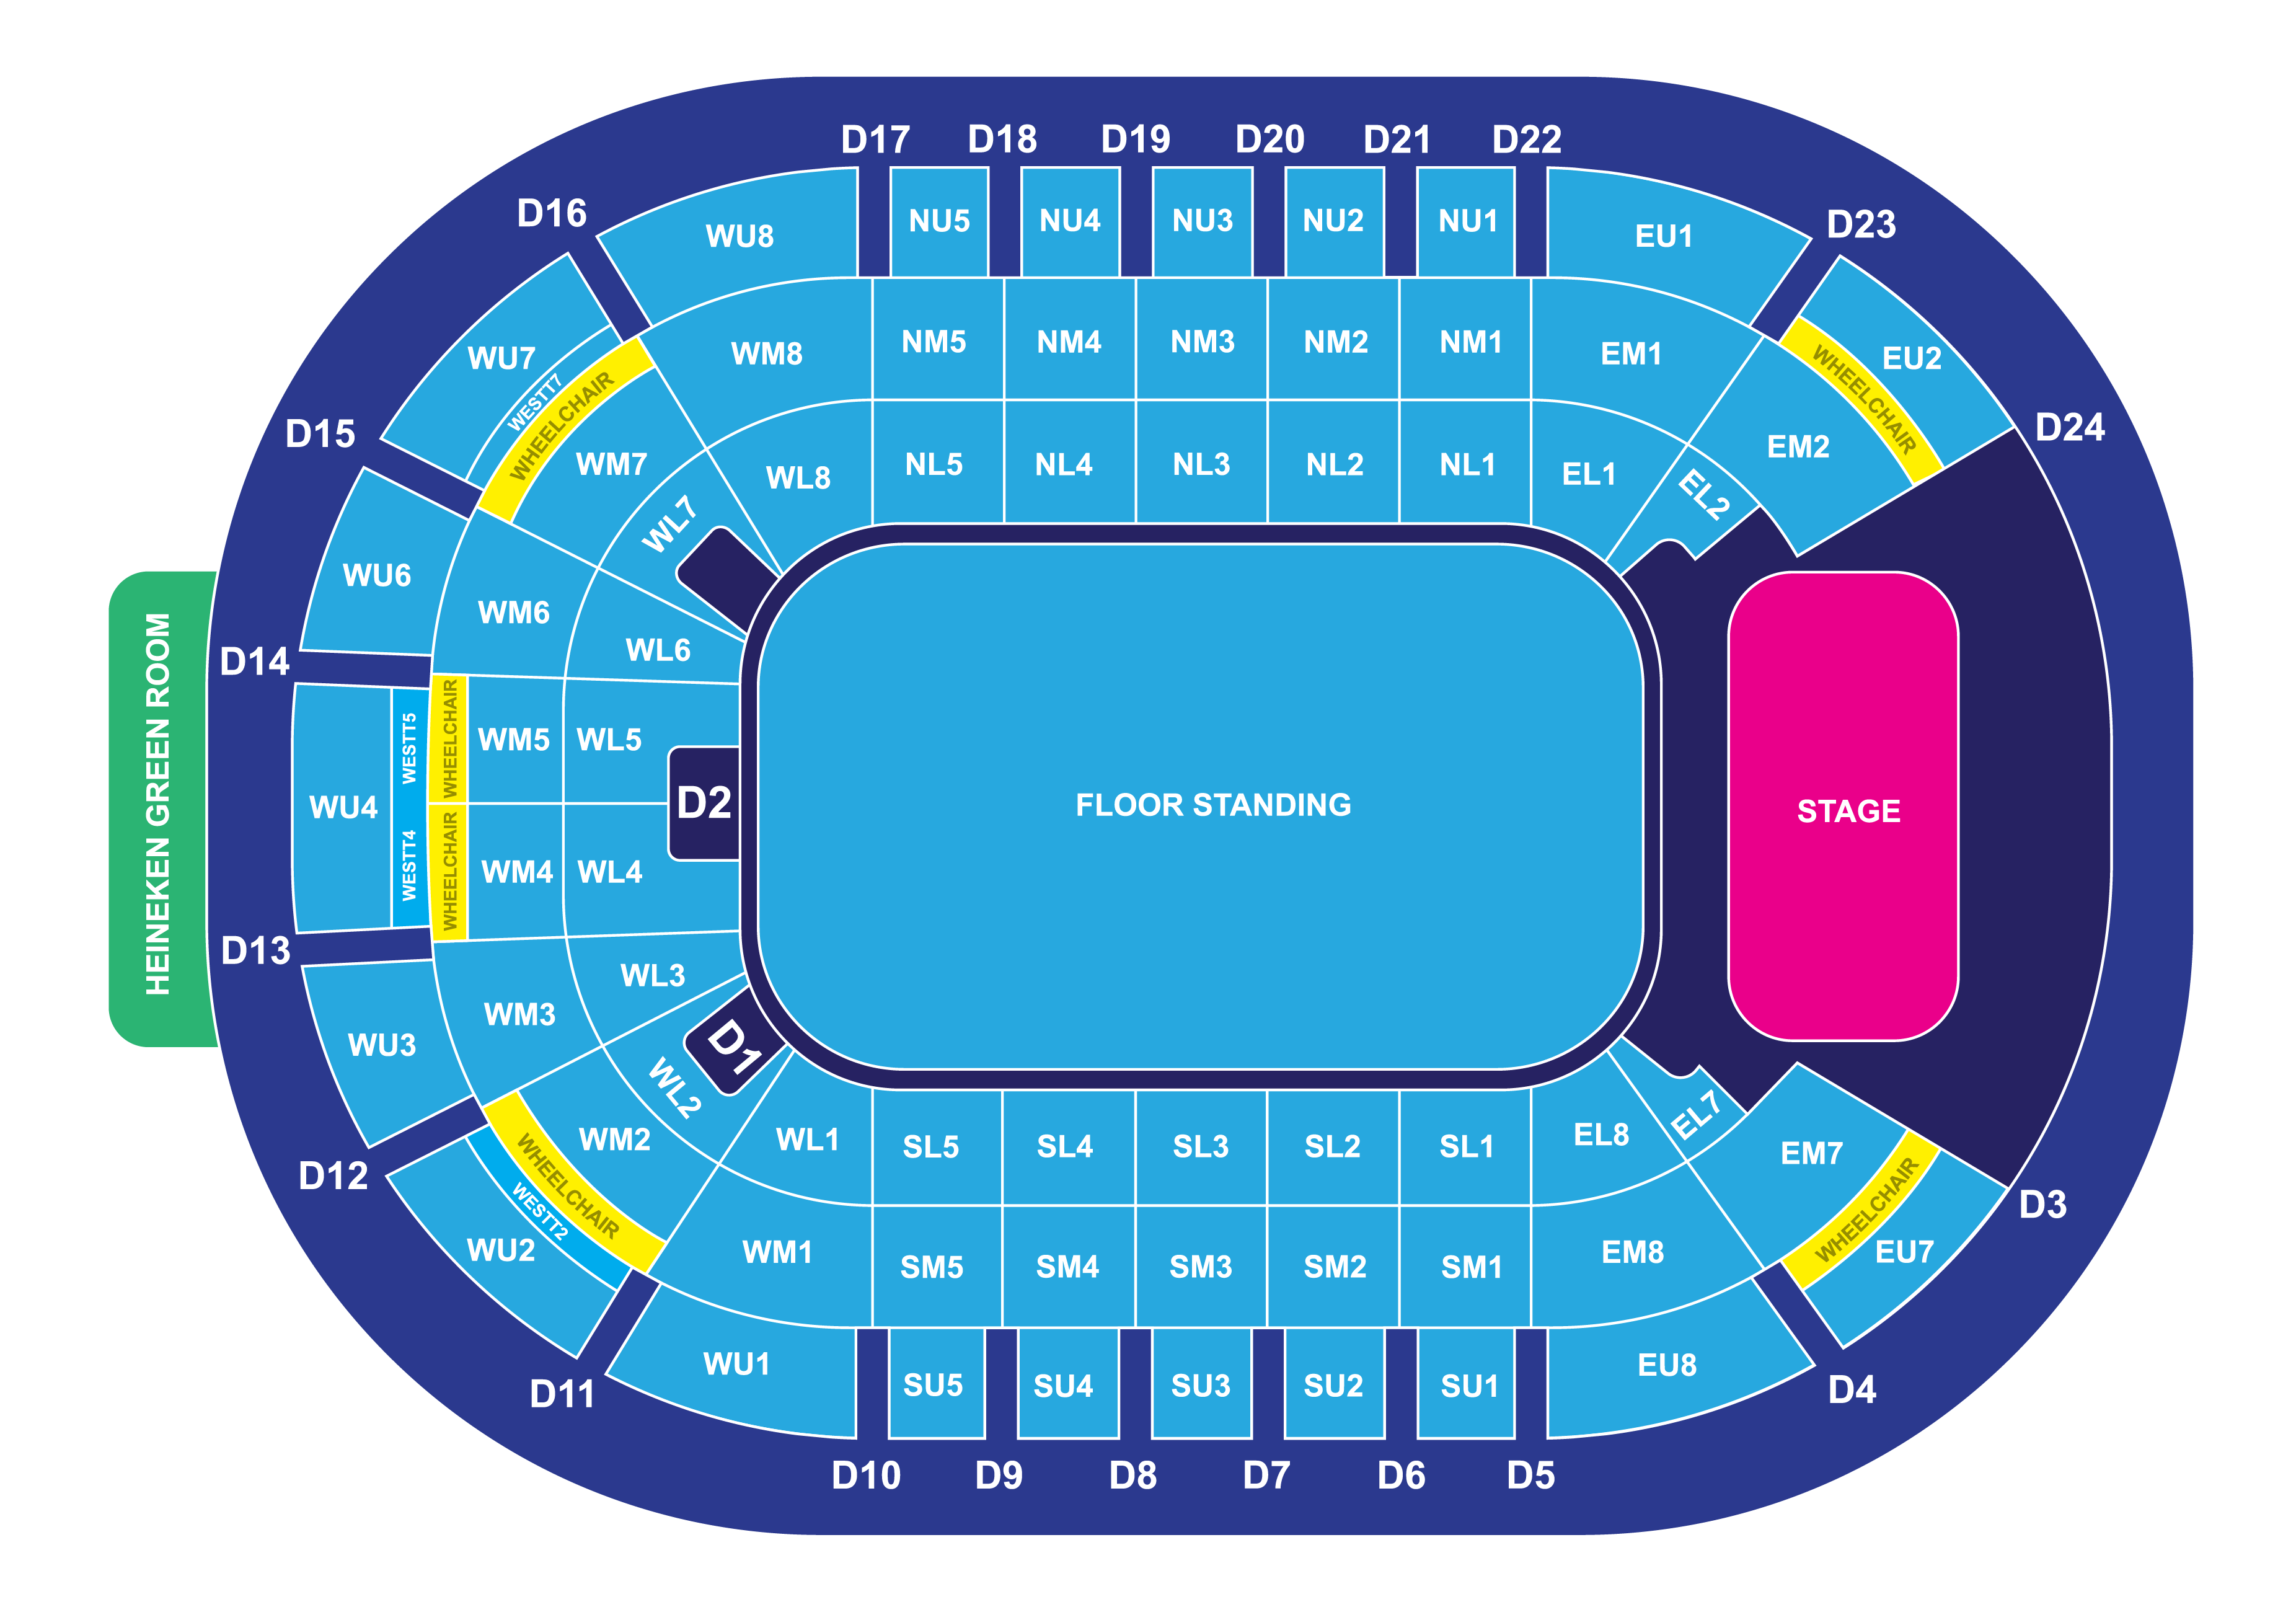 D17 D18 D19 D20 D21 D22
D16
WU8 NU5 NU4 NU3 NU2 NU1 EU1
D23
WU7
WESTT7
WHEELCHAIR
WM8 NM5 NM4 NM3 NM2 NM1 EM1
WHEELCHAIR
EU2
D15
D24
WM7
WL8 NL5 NL4 NL3 NL2 NL1 EL1
EM2
EL2
WL7
WU6
WM6
WL6
D14
HEINEKEN GREEN ROOM
WU4
WESTT5
WHEELCHAIR
WM5 WL5
D2
FLOOR STANDING
STAGE
WESTT4
WHEELCHAIR
WM4 WL4
D13
WL3
WM3
WU3
D1
WL2
D12
WM2
WHEELCHAIR
WESTT2
WU2
WL1 SL5 SL4 SL3 SL2 SL1 EL8
EL7
EM7
WHEELCHAIR
EU7
D3
WM1 SM5 SM4 SM3 SM2 SM1 EM8
WU1 SU5 SU4 SU3 SU2 SU1 EU8
D11
D4
D10 D9 D8 D7 D6 D5